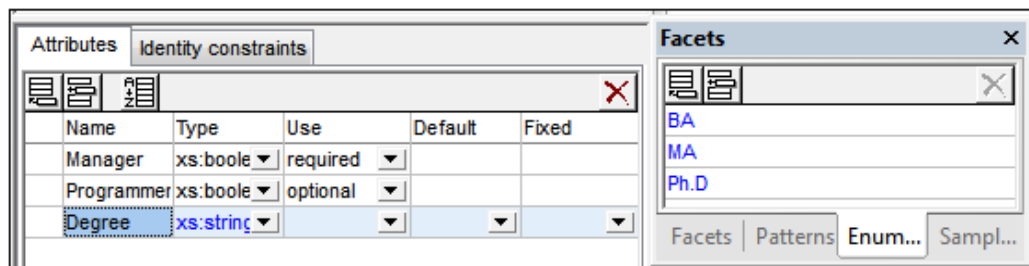 Attributes Identity constraints
Name Type Use Default Fixed
Manager xs:boole required
Programmer xs:boole optional
Degree xs:string
Facets
BA
MA
Ph.D
Facets Patterns Enum... Sampl...